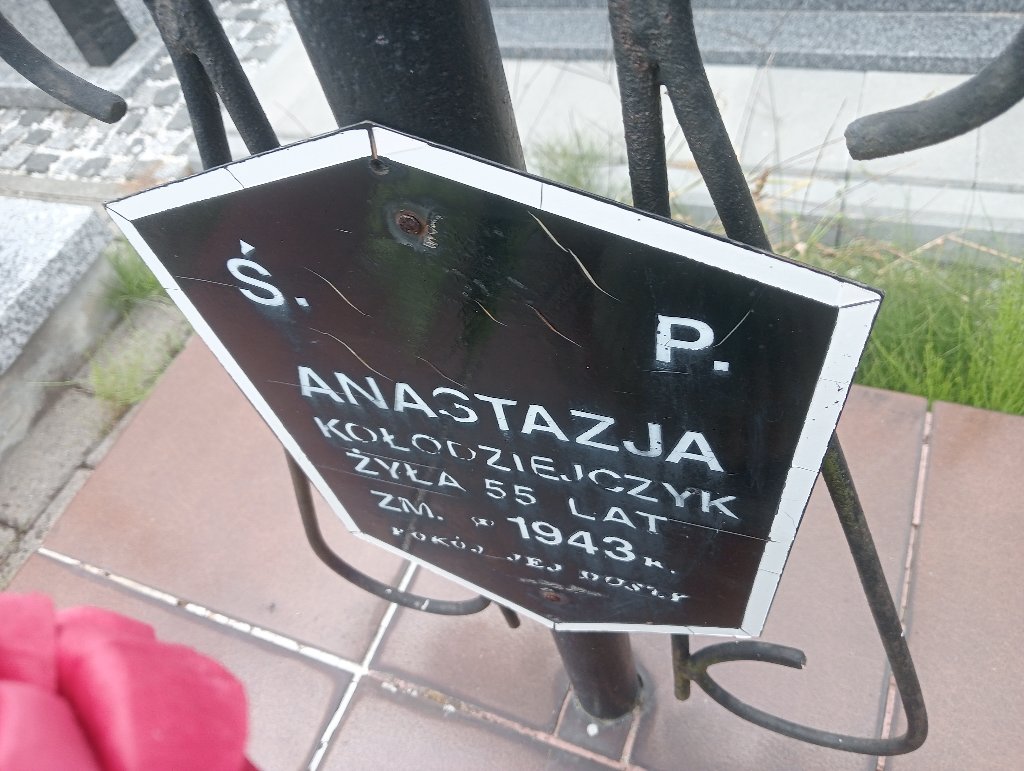 Ś. P.
ANASTAZJA
KOŁODZIEJCZYK
ŻYŁA 55 LAT
ZM. w 1943 R.
POKÓJ JEJ DUSZY